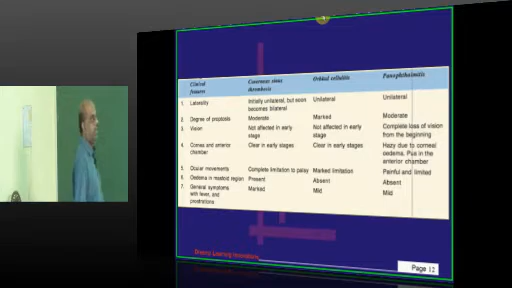 Clinical features Cavernous sinus thrombosis Orbital cellulitis Panophthalmitis
1. Laterality Initially unilateral, but soon becomes bilateral Unilateral Unilateral
2. Degree of proptosis Moderate Marked Moderate
3. Vision Not affected in early stage Not affected in early stage Complete loss of vision from the beginning
4. Cornea and anterior chamber Clear in early stages Clear in early stages Hazy due to corneal oedema. Pus in the anterior chamber
5. Ocular movements Complete limitation to palsy Marked limitation Painful and limited
6. Oedema in mastoid region Present Absent Absent
7. General symptoms with fever, and prostrations Marked Mild Mild
Learning Innovations
Page 12